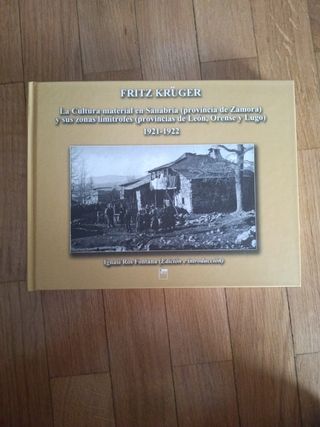 FRITZ KRÜGER
La Cultura material en Sanabria (provincia de Zamora)
y sus zonas limítrofes (provincias de León, Orense y Lugo)
1921-1922
Ignasi Ros Fontana (Edición e introducción)